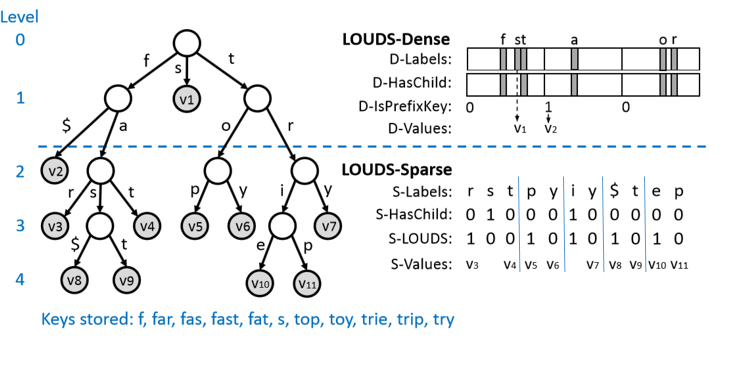 Level
0
1
2
3
4
f s t
v1
$ a o r
v2
r s t p y i y
v3 v4 v5 v6 v7
$ t e p
v8 v9 v10 v11
LOUDS-Dense f st a o r
D-Labels:
D-HasChild:
D-IsPrefixKey: 0 1 0
D-Values: V1 V2
LOUDS-Sparse
S-Labels: r s t p y i y $ t e p
S-HasChild: 0 1 0 0 0 1 0 0 0 0 0
S-LOUDS: 1 0 0 1 0 1 0 1 0 1 0
S-Values: V3 V4 V5 V6 V7 V8 V9 V10 V11
Keys stored: f, far, fas, fast, fat, s, top, toy, trie, trip, try